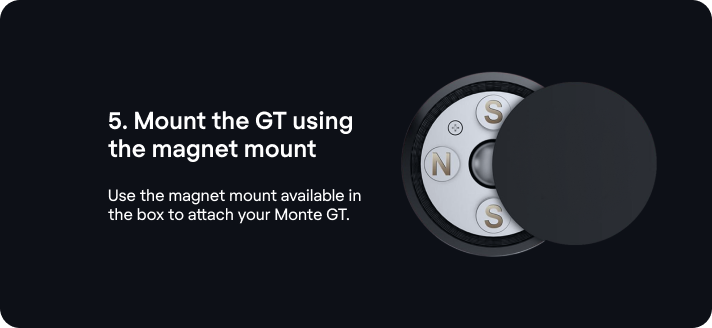 5. Mount the GT using
the magnet mount
Use the magnet mount available in
the box to attach your Monte GT.
S
N
S